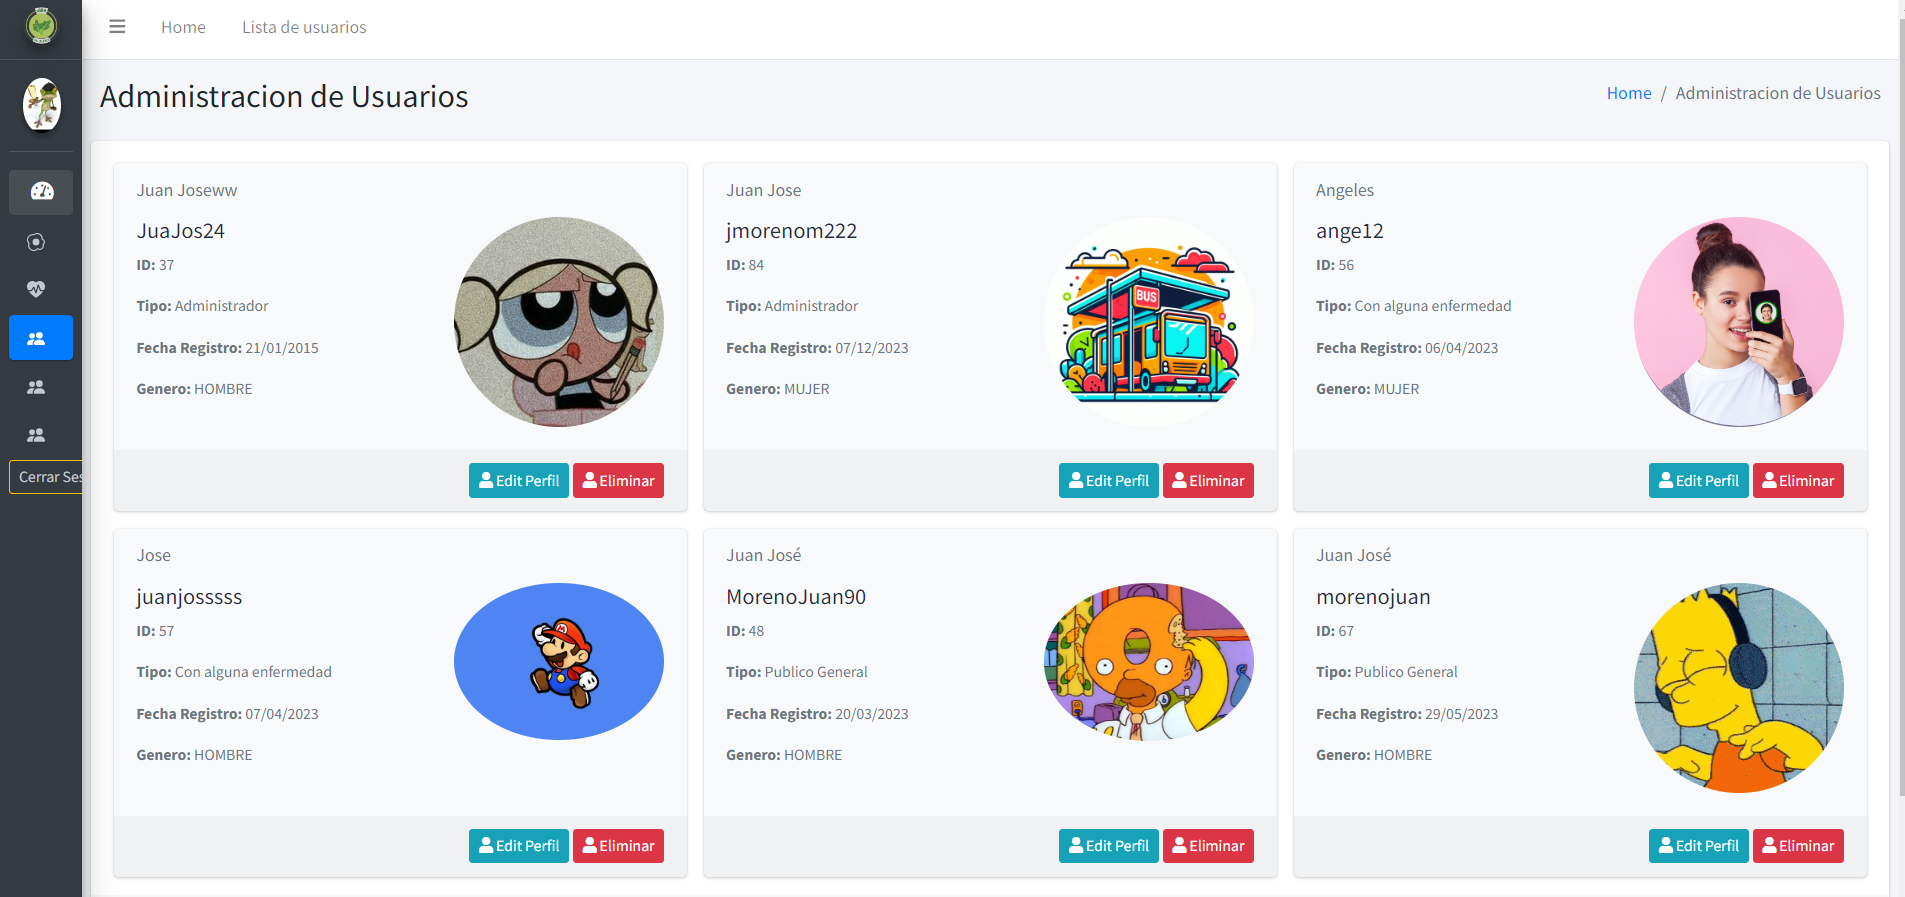 Home Lista de usuarios
Administracion de Usuarios
Home / Administracion de Usuarios
Cerrar Ses
Juan Joseww
JuaJos24
ID: 37
Tipo: Administrador
Fecha Registro: 21/01/2015
Genero: HOMBRE
Edit Perfil Eliminar
Juan Jose
jmorenom222
ID: 84
Tipo: Administrador
Fecha Registro: 07/12/2023
Genero: MUJER
BUS
Edit Perfil Eliminar
Angeles
ange12
ID: 56
Tipo: Con alguna enfermedad
Fecha Registro: 06/04/2023
Genero: MUJER
Edit Perfil Eliminar
Jose
juanjosssss
ID: 57
Tipo: Con alguna enfermedad
Fecha Registro: 07/04/2023
Genero: HOMBRE
M
Edit Perfil Eliminar
Juan José
MorenoJuan90
ID: 48
Tipo: Publico General
Fecha Registro: 20/03/2023
Genero: HOMBRE
Edit Perfil Eliminar
Juan José
morenojuan
ID: 67
Tipo: Publico General
Fecha Registro: 29/05/2023
Genero: HOMBRE
Edit Perfil Eliminar